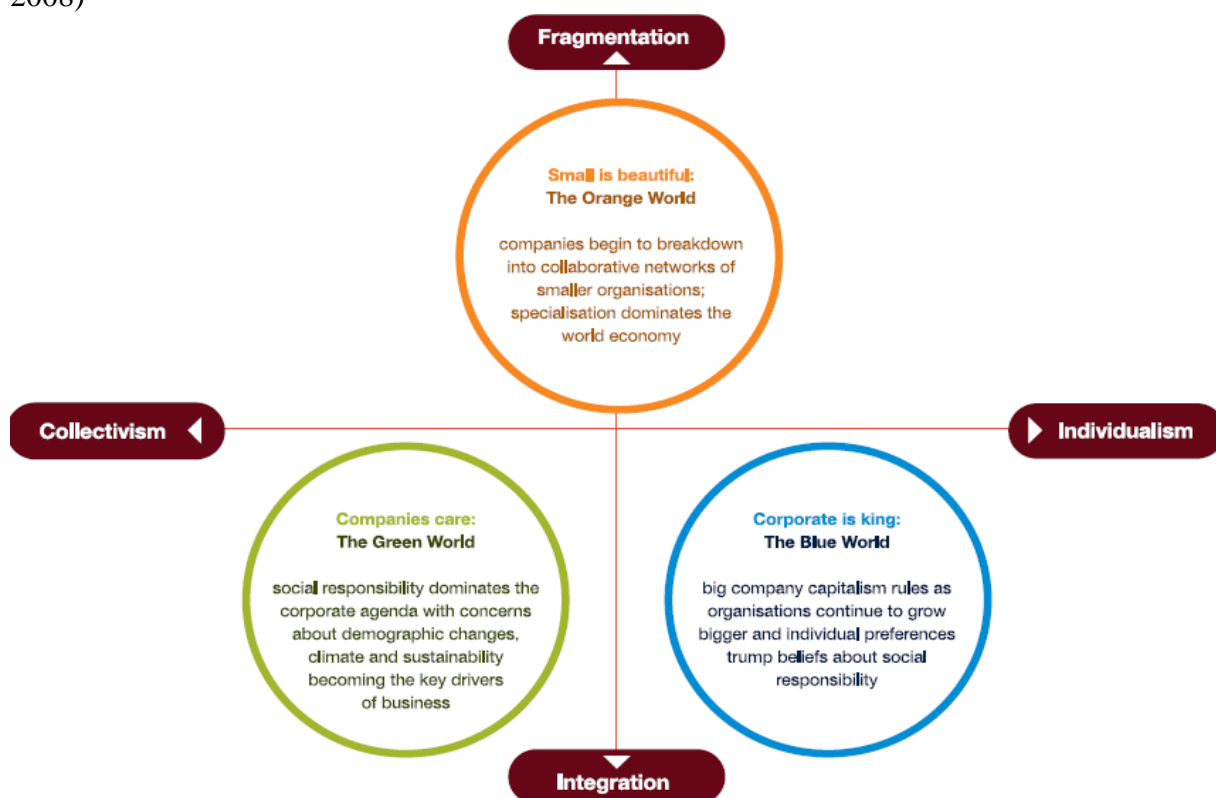 2008)
Fragmentation
Small is beautiful:
The Orange World
companies begin to breakdown
into collaborative networks of
smaller organisations;
specialisation dominates the
world economy
Collectivism
Individualism
Companies care:
The Green World
social responsibility dominates the
corporate agenda with concerns
about demographic changes,
climate and sustainability
becoming the key drivers
of business
Corporate is king:
The Blue World
big company capitalism rules as
organisations continue to grow
bigger and individual preferences
trump beliefs about social
responsibility
Integration